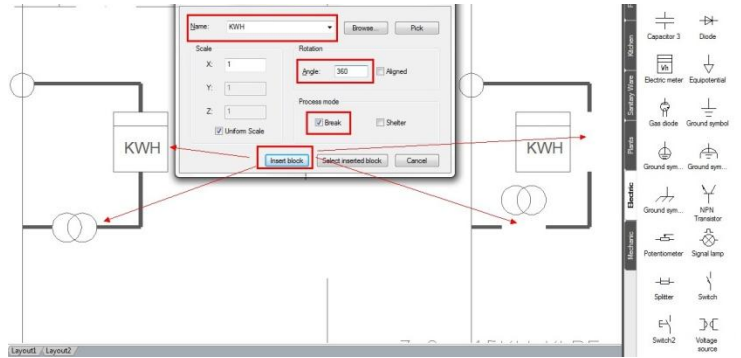 Name: KWH Browse... Pick
Scale Rotation
X: 1 Angle: 360 Aligned
Y: 1
Process mode
Z: 1 Break Shelter
Uniform Scale
Insert block Select inserted block Cancel
KWH
KWH
Layout1 Layout2
Kitchen
Sanitary Ware
Plants
Electric
Mechanic
Capacitor 3 Diode
Vh
Electric meter Equipotential
Gas diode Ground symbol
Ground sym... Ground sym...
Ground sym... NPN
Transistor
Potentiometer Signal lamp
Splitter Switch
Switch2 Voltage
source